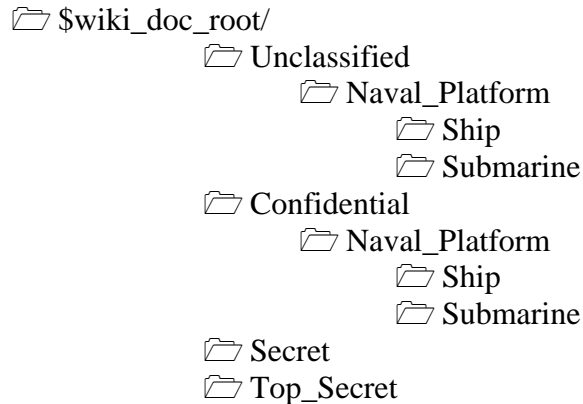 $wiki_doc_root/
Unclassified
Naval_Platform
Ship
Submarine
Confidential
Naval_Platform
Ship
Submarine
Secret
Top_Secret